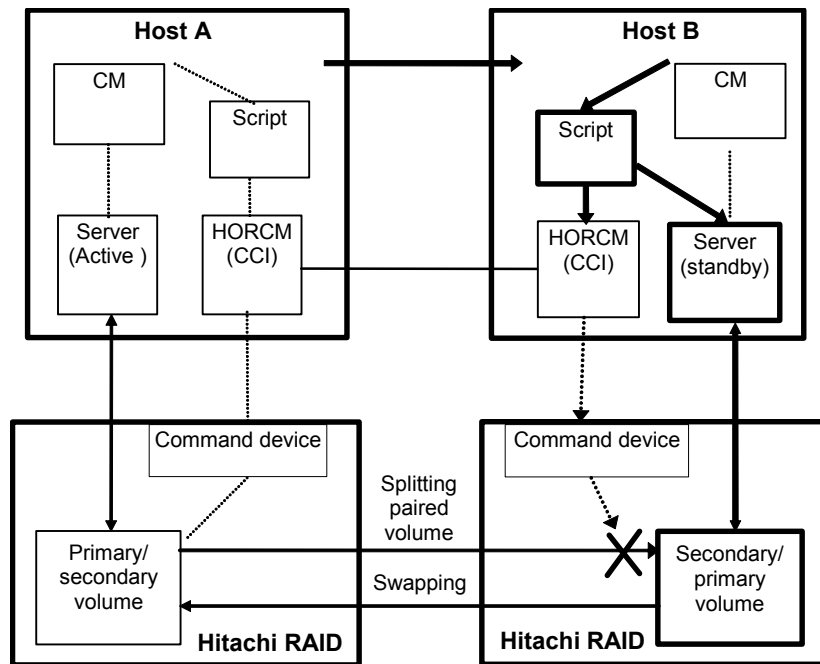 Host A
CM
Script
Server
(Active )
HORCM
(CCI)
Host B
Script
CM
HORCM
(CCI)
Server
(standby)
Command device
Primary/
secondary
volume
Hitachi RAID
Splitting
paired
volume
Swapping
Command device
Secondary/
primary
volume
Hitachi RAID